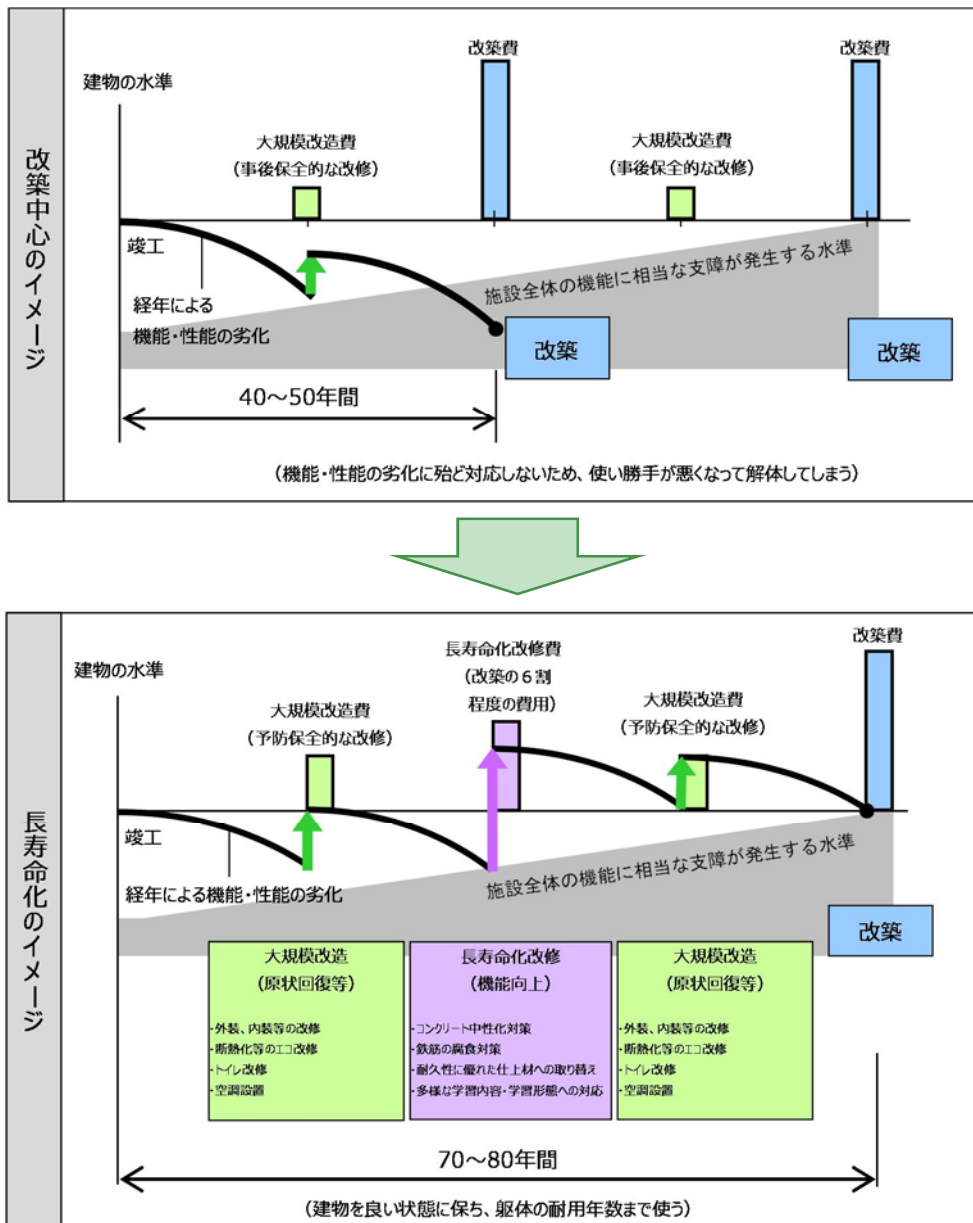 改築中心のイメージ
建物の水準
改築費
改築費
大規模改造費
（事後保全的な改修）
大規模改造費
（事後保全的な改修）
竣工
経年による
機能・性能の劣化
施設全体の機能に相当な支障が発生する水準
改築
改築
40～50年間
（機能・性能の劣化に殆ど対応しないため、使い勝手が悪くなって解体してしまう）
長寿命化のイメージ
建物の水準
長寿命化改修費
（改築の６割
程度の費用）
改築費
大規模改造費
（予防保全的な改修）
大規模改造費
（予防保全的な改修）
竣工
経年による機能・性能の劣化
施設全体の機能に相当な支障が発生する水準
改築
大規模改造
（原状回復等）
・外装、内装等の改修
・断熱化等のエコ改修
・トイレ改修
・空調設置
長寿命化改修
（機能向上）
・コンクリート中性化対策
・鉄筋の腐食対策
・耐久性に優れた仕上材への取り替え
・多様な学習内容・学習形態への対応
大規模改造
（原状回復等）
・外装、内装等の改修
・断熱化等のエコ改修
・トイレ改修
・空調設置
70～80年間
（建物を良い状態に保ち、躯体の耐用年数まで使う）